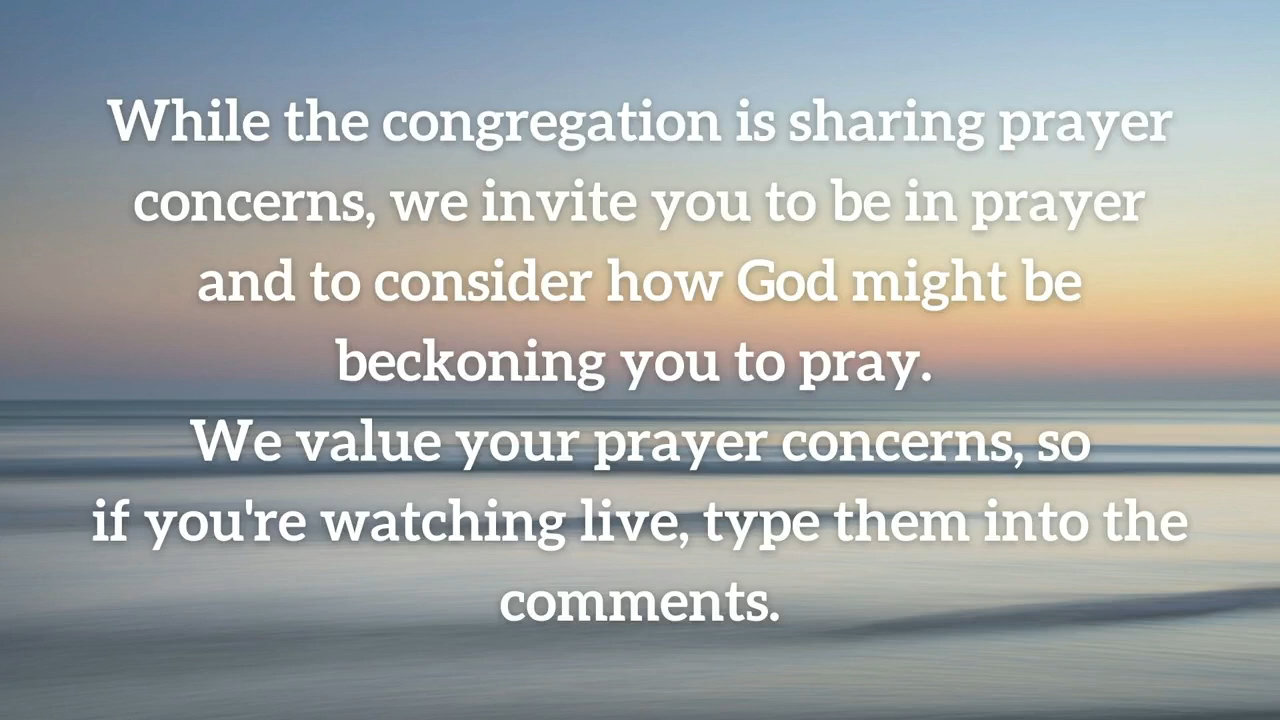 While the congregation is sharing prayer
concerns, we invite you to be in prayer
and to consider how God might be
beckoning you to pray.
We value your prayer concerns, so
if you're watching live, type them into the
comments.